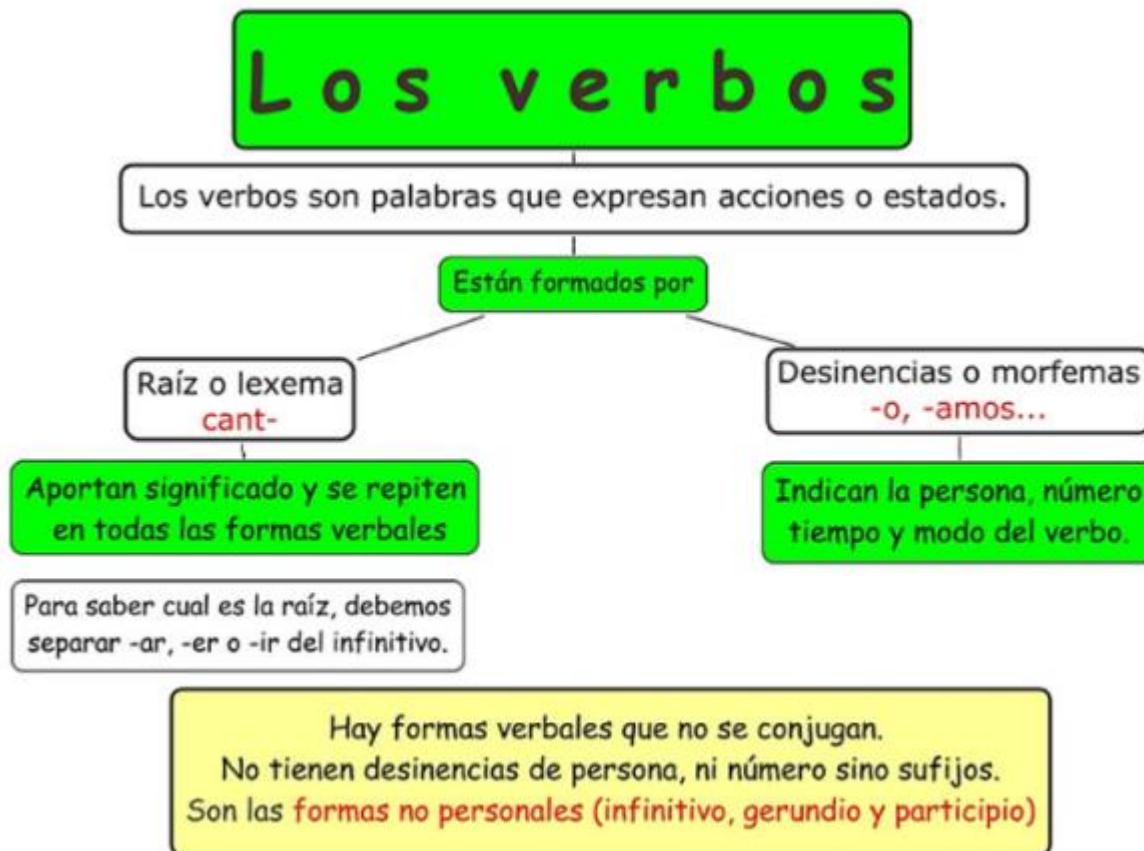 Los verbos
Los verbos son palabras que expresan acciones o estados.
Están formados por
Raíz o lexema
cant-
Desinencias o morfemas
-o, -amos...
Aportan significado y se repiten
en todas las formas verbales
Indican la persona, número
tiempo y modo del verbo.
Para saber cual es la raíz, debemos
separar -ar, -er o -ir del infinitivo.
Hay formas verbales que no se conjugan.
No tienen desinencias de persona, ni número sino sufijos.
Son las formas no personales (infinitivo, gerundio y participio)